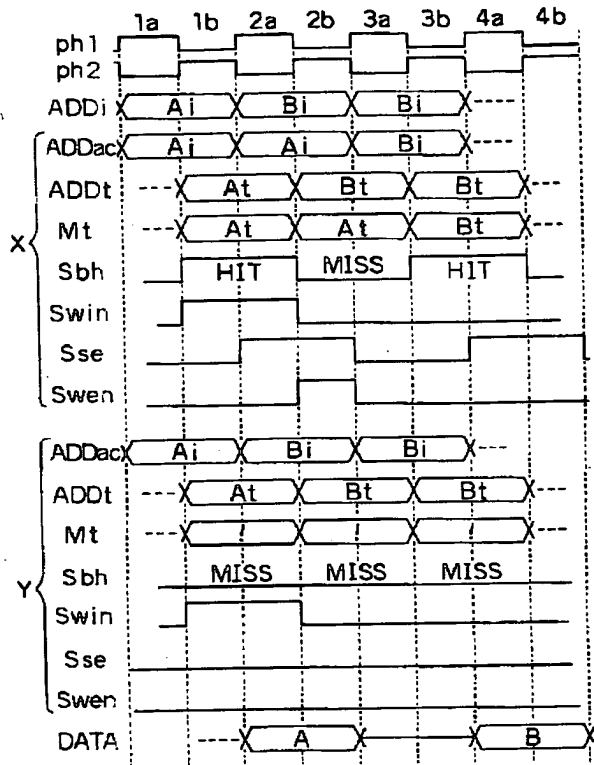 1a 1b 2a 2b 3a 3b 4a 4b
ph1
ph2
ADDi Ai Bi Bi
X
ADDac Ai Ai Bi
ADDt At Bt Bt
Mt At At Bt
Sbh HIT MISS HIT
Swin
Sse
Swen
Y
ADDac Ai Bi Bi
ADDt At Bt Bt
Mt
Sbh MISS MISS MISS
Swin
Sse
Swen
DATA A B